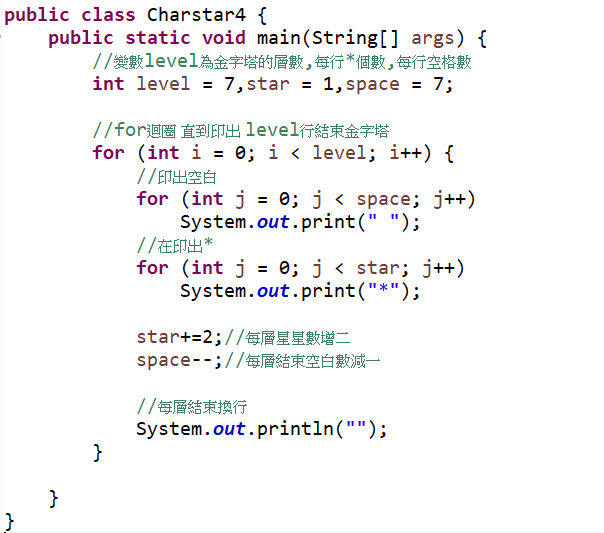 public class Charstar4 {
    public static void main(String[] args) {
        //變數level為金字塔的層數,每行*個數,每行空格數
        int level = 7,star = 1,space = 7;
        //for迴圈 直到印出 level行結束金字塔
        for (int i = 0; i < level; i++) {
            //印出空白
            for (int j = 0; j < space; j++)
                System.out.print(" ");
            //在印出*
            for (int j = 0; j < star; j++)
                System.out.print("*");
            star+=2;//每層星星數增二
            space--;//每層結束空白數減一
            //每層結束換行
            System.out.println("");
        }
    }
}